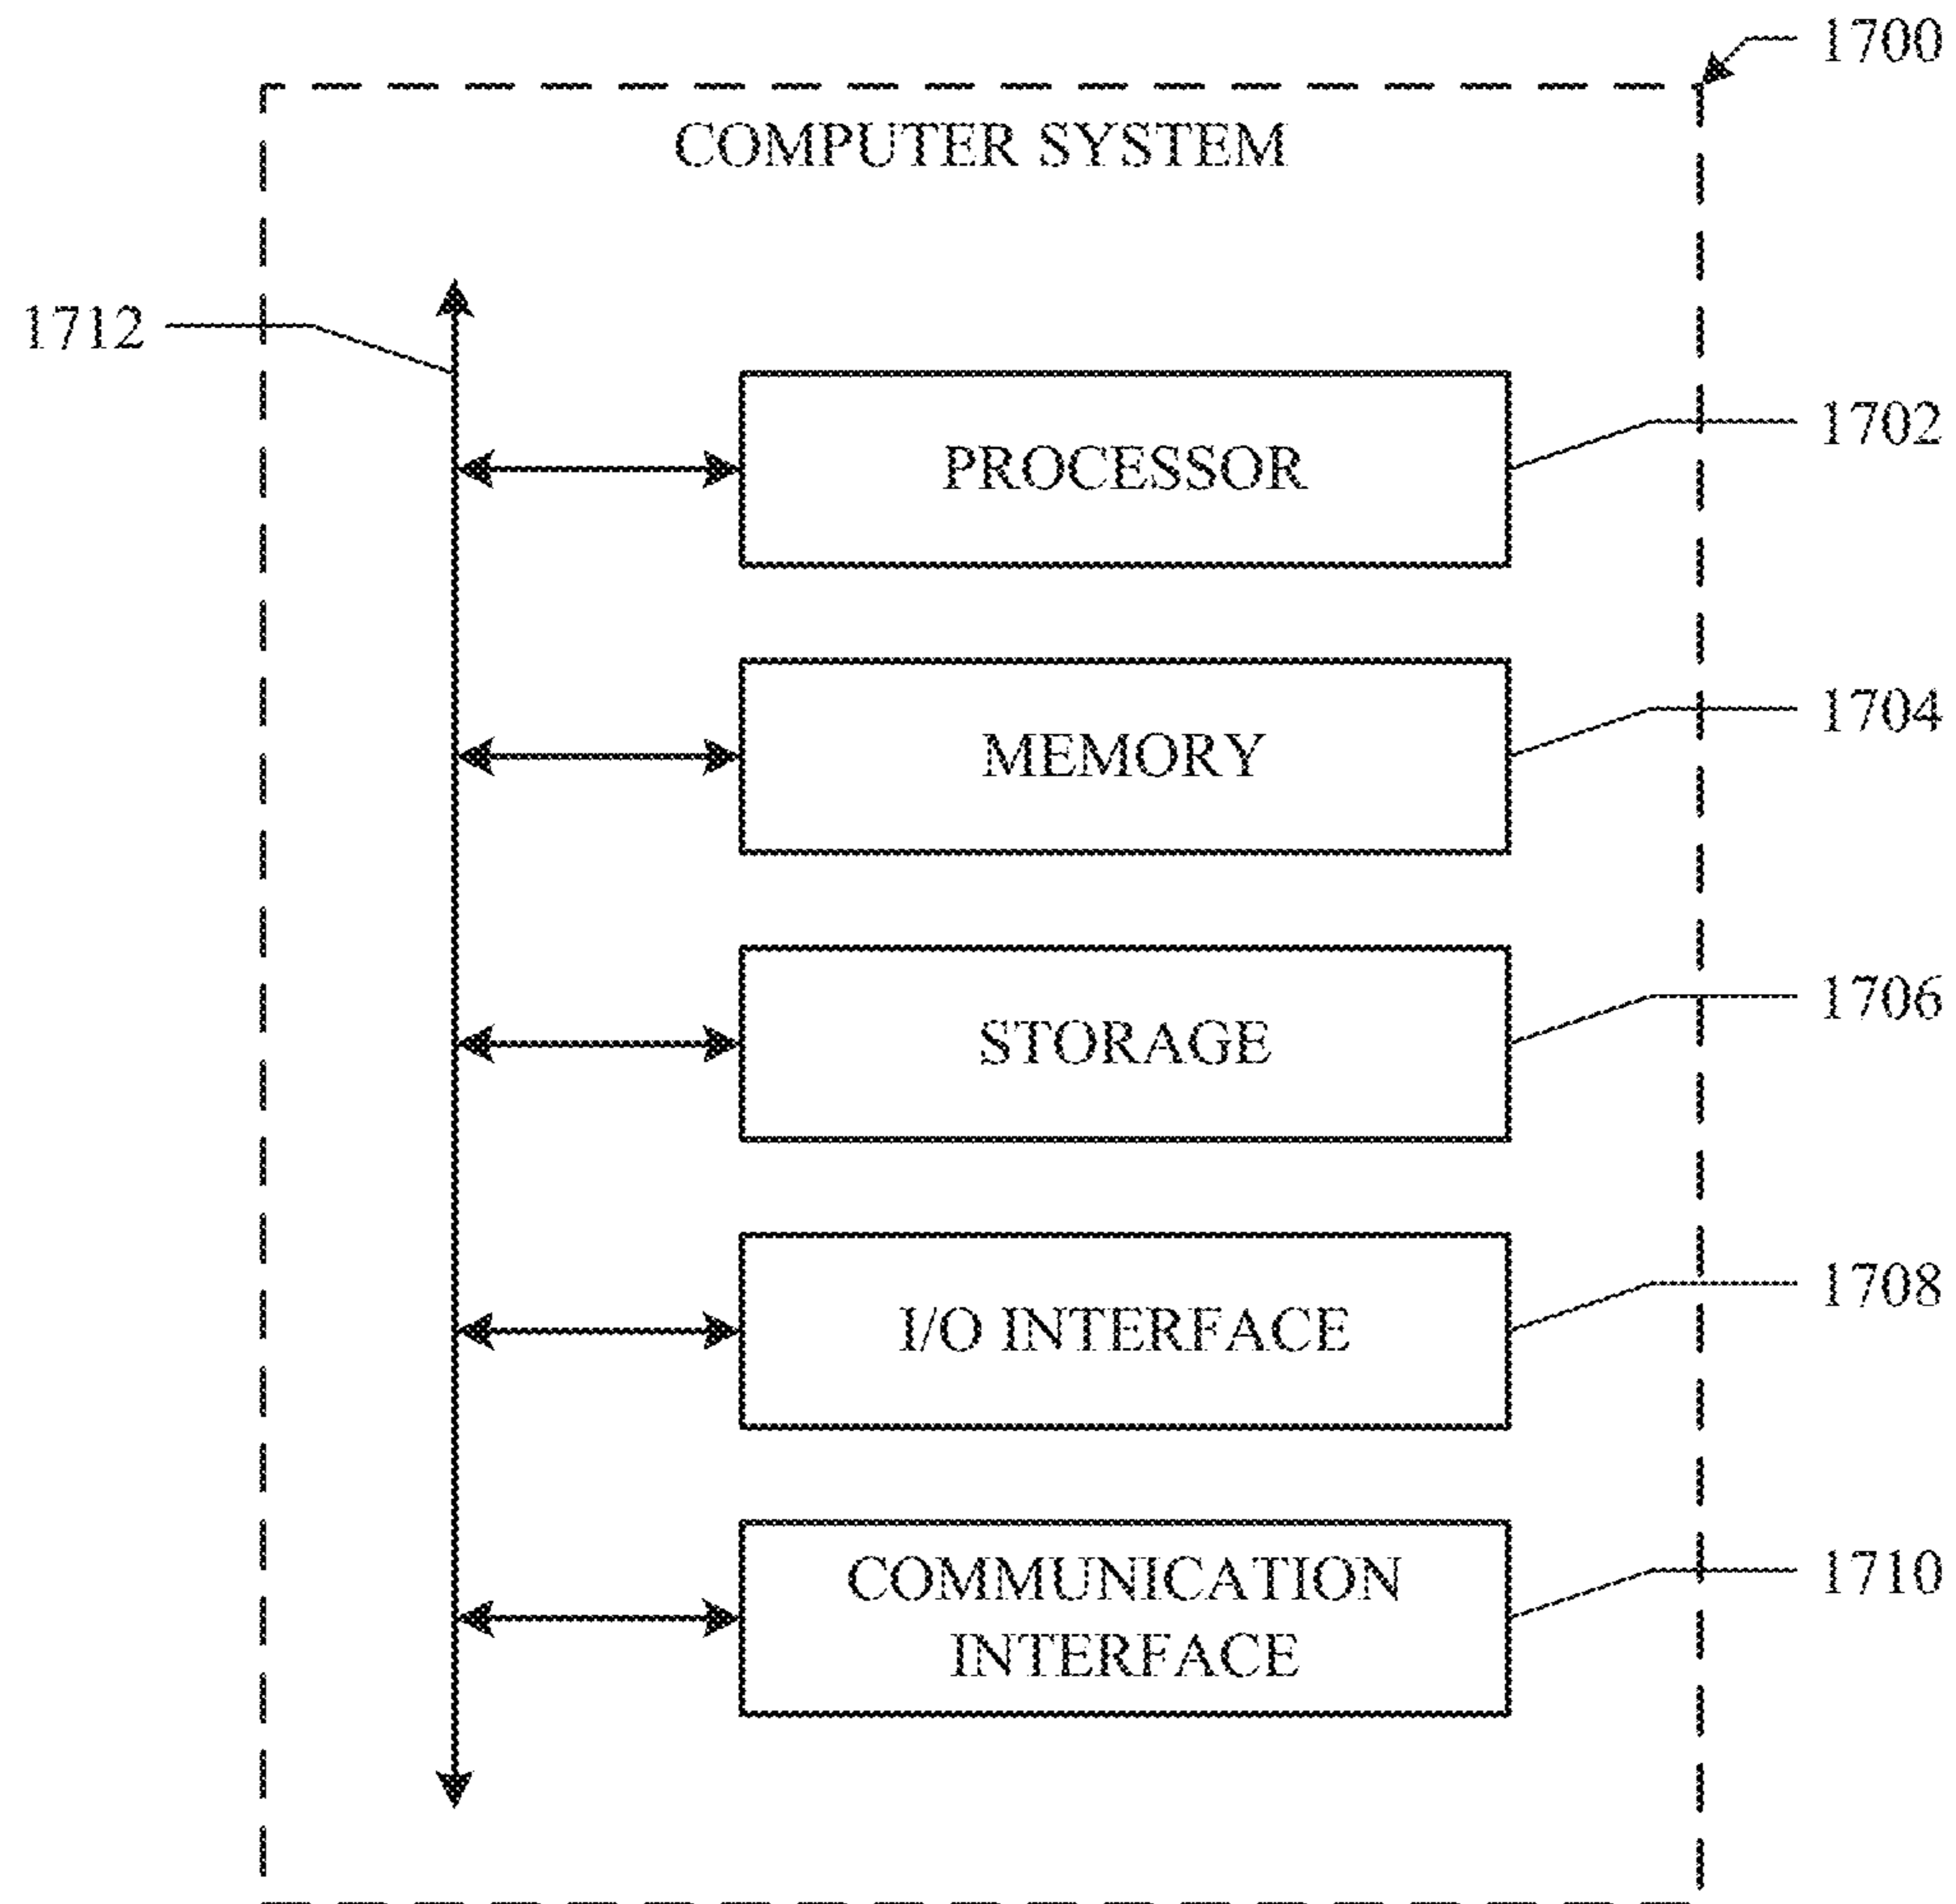 1700
COMPUTER SYSTEM
1712
PROCESSOR
1702
MEMORY
1704
STORAGE
1706
I/O INTERFACE
1708
COMMUNICATION
INTERFACE
1710